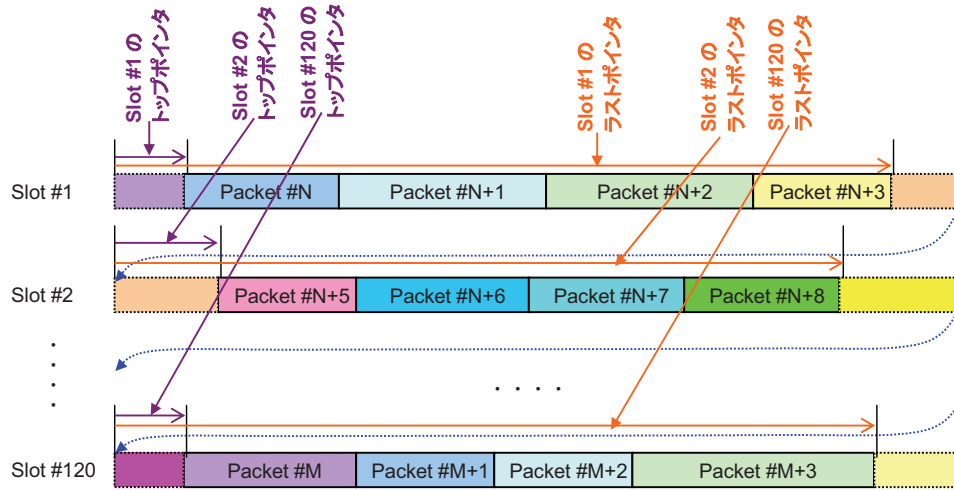 Slot #1 の
トップポインタ
Slot #2 の
トップポインタ
Slot #120 の
トップポインタ
Slot #1 の
ラストポインタ
Slot #2 の
ラストポインタ
Slot #120 の
ラストポインタ
Slot #1
Packet #N
Packet #N+1
Packet #N+2
Packet #N+3
Slot #2
Packet #N+5
Packet #N+6
Packet #N+7
Packet #N+8
· · · ·
· · · ·
Slot #120
Packet #M
Packet #M+1
Packet #M+2
Packet #M+3